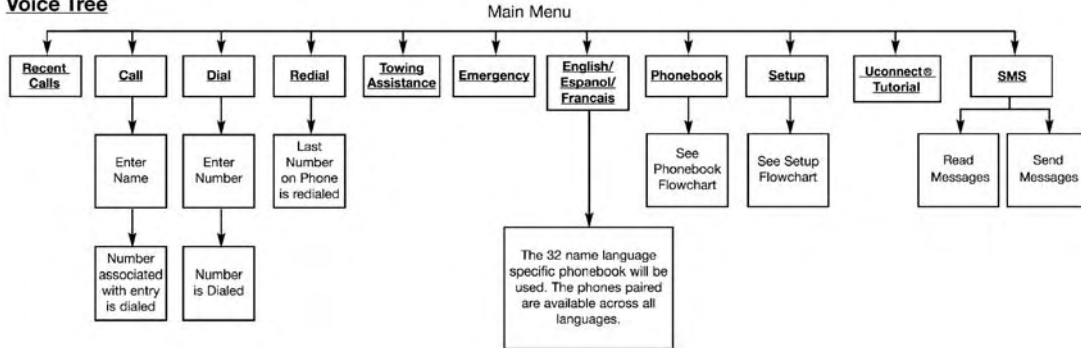 Voice Tree
Main Menu
Recent
Calls
Call
Dial
Redial
Towing
Assistance
Emergency
English/
Espanol/
Francais
Phonebook
Setup
Uconnect®
Tutorial
SMS
Enter
Name
Enter
Number
Last
Number
on Phone
is redialed
See
Phonebook
Flowchart
See Setup
Flowchart
Read
Messages
Send
Messages
Number
associated
with entry
is dialed
Number
is Dialed
The 32 name language
specific phonebook will be
used. The phones paired
are available across all
languages.